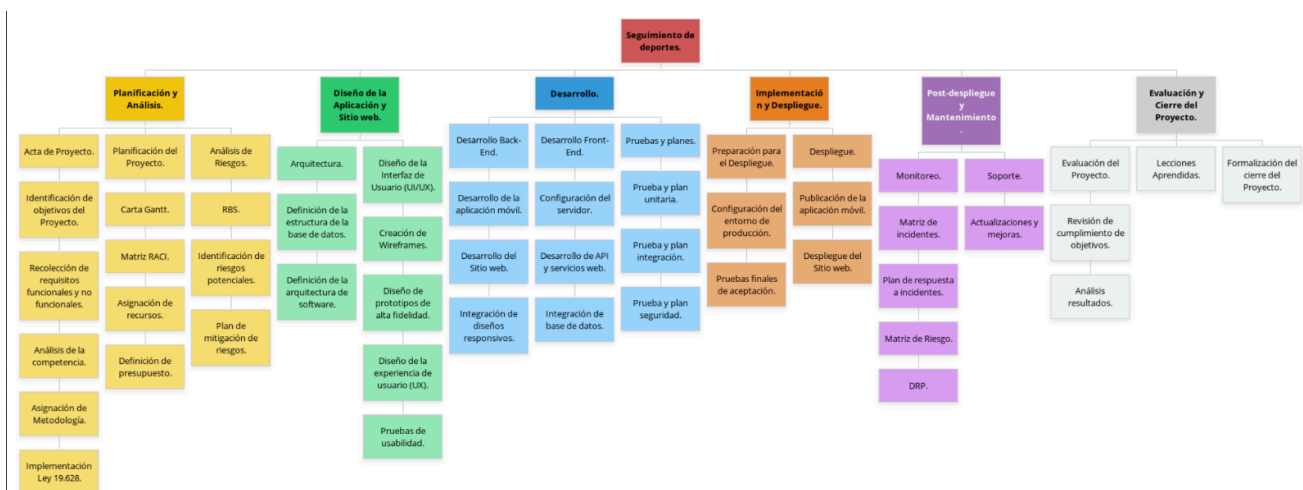 Seguimiento de
deportes.
Planificación y
Análisis.
Acta de Proyecto.
Identificación de
objetivos del
Proyecto.
Recolección de
requisitos
funcionales y no
funcionales.
Análisis de la
competencia.
Asignación de
Metodología.
Implementación
Ley 19.628.
Planificación del
Proyecto.
Carta Gantt.
Matriz RACI.
Asignación de
recursos.
Definición de
presupuesto.
Análisis de
Riesgos.
RBS.
Identificación de
riesgos
potenciales.
Plan de
mitigación de
riesgos.
Diseño de la
Aplicación y
Sitio web.
Arquitectura.
Definición de la
estructura de la
base de datos.
Definición de la
arquitectura de
software.
Diseño de la
Interfaz de
Usuario (UI/UX).
Creación de
Wireframes.
Diseño de
prototipos de
alta fidelidad.
Diseño de la
experiencia de
usuario (UX).
Pruebas de
usabilidad.
Desarrollo.
Desarrollo Back-
End.
Desarrollo de la
aplicación móvil.
Desarrollo del
Sitio web.
Integración de
diseños
responsivos.
Desarrollo Front-
End.
Configuración del
servidor.
Desarrollo de API
y servicios web.
Integración de
base de datos.
Pruebas y planes.
Prueba y plan
unitaria.
Prueba y plan
integración.
Prueba y plan
seguridad.
Implementació
n y Despliegue.
Preparación para
el Despliegue.
Configuración del
entorno de
producción.
Pruebas finales
de aceptación.
Despliegue.
Publicación de la
aplicación móvil.
Despliegue del
Sitio web.
Post-despliegue
y
Mantenimiento
.
Monitoreo.
Matriz de
incidentes.
Plan de respuesta
a incidentes.
Matriz de Riesgo.
DRP.
Soporte.
Actualizaciones y
mejoras.
Evaluación y
Cierre del
Proyecto.
Evaluación del
Proyecto.
Revisión de
cumplimiento de
objetivos.
Análisis
resultados.
Lecciones
Aprendidas.
Formalización del
cierre del
Proyecto.